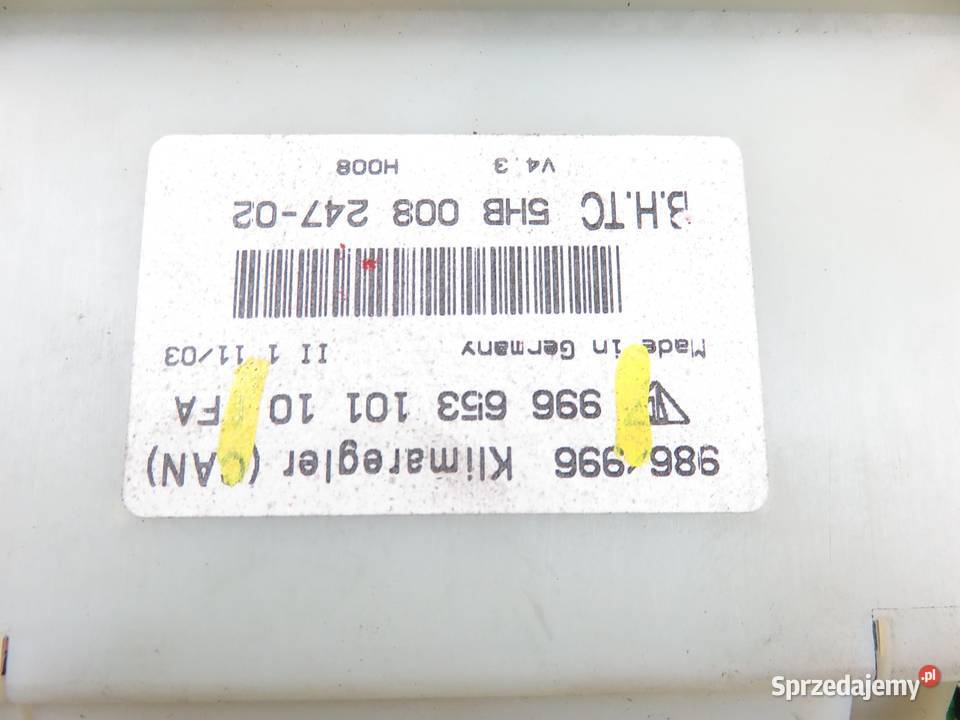 986/996 Klimaregler (CAN)
996 653 101 10 FA
Made in Germany II 1 11/03
B.H.TC 5HB 008 247-02
V4.3 H008
Sprzedajemy.pl